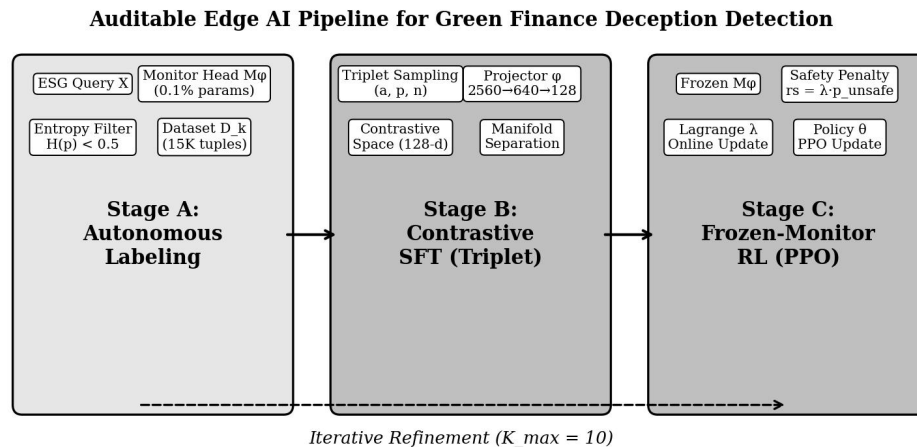 Auditable Edge AI Pipeline for Green Finance Deception Detection
ESG Query X
Monitor Head Mφ
(0.1% params)
Entropy Filter
H(p) < 0.5
Dataset D_k
(15K tuples)
Stage A:
Autonomous
Labeling
Triplet Sampling
(a, p, n)
Projector φ
2560→640→128
Contrastive
Space (128-d)
Manifold
Separation
Stage B:
Contrastive
SFT (Triplet)
Frozen Mφ
Safety Penalty
rs = λ·p_unsafe
Lagrange λ
Online Update
Policy θ
PPO Update
Stage C:
Frozen-Monitor
RL (PPO)
Iterative Refinement (K_max = 10)